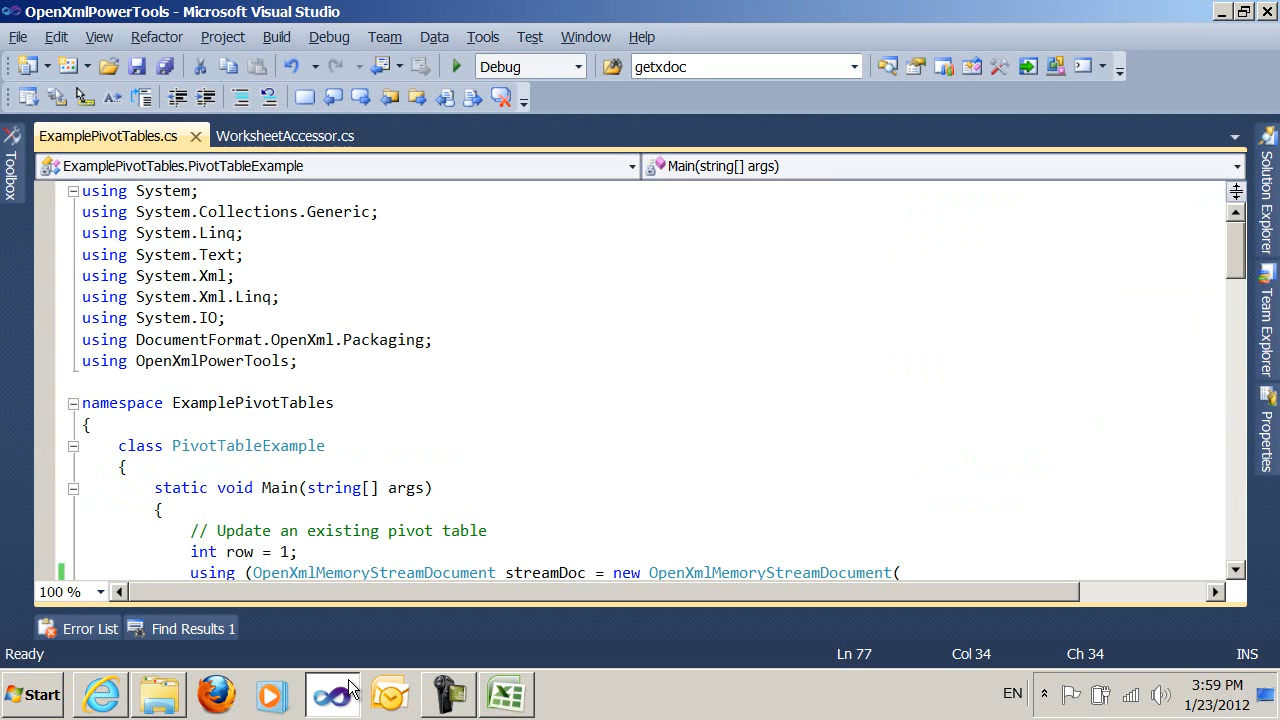 OpenXmlPowerTools - Microsoft Visual Studio
File Edit View Refactor Project Build Debug Team Data Tools Test Window Help
Debug getxdoc
ExamplePivotTables.cs WorksheetAccessor.cs
ExamplePivotTables.PivotTableExample Main(string[] args)
Toolbox
Solution Explorer
Team Explorer
Properties
using System;
using System.Collections.Generic;
using System.Linq;
using System.Text;
using System.Xml;
using System.Xml.Linq;
using System.IO;
using DocumentFormat.OpenXml.Packaging;
using OpenXmlPowerTools;
namespace ExamplePivotTables
{
class PivotTableExample
{
static void Main(string[] args)
{
// Update an existing pivot table
int row = 1;
using (OpenXmlMemoryStreamDocument streamDoc = new OpenXmlMemoryStreamDocument(
100 %
Error List Find Results 1
Ready Ln 77 Col 34 Ch 34 INS
Start EN 3:59 PM
1/23/2012